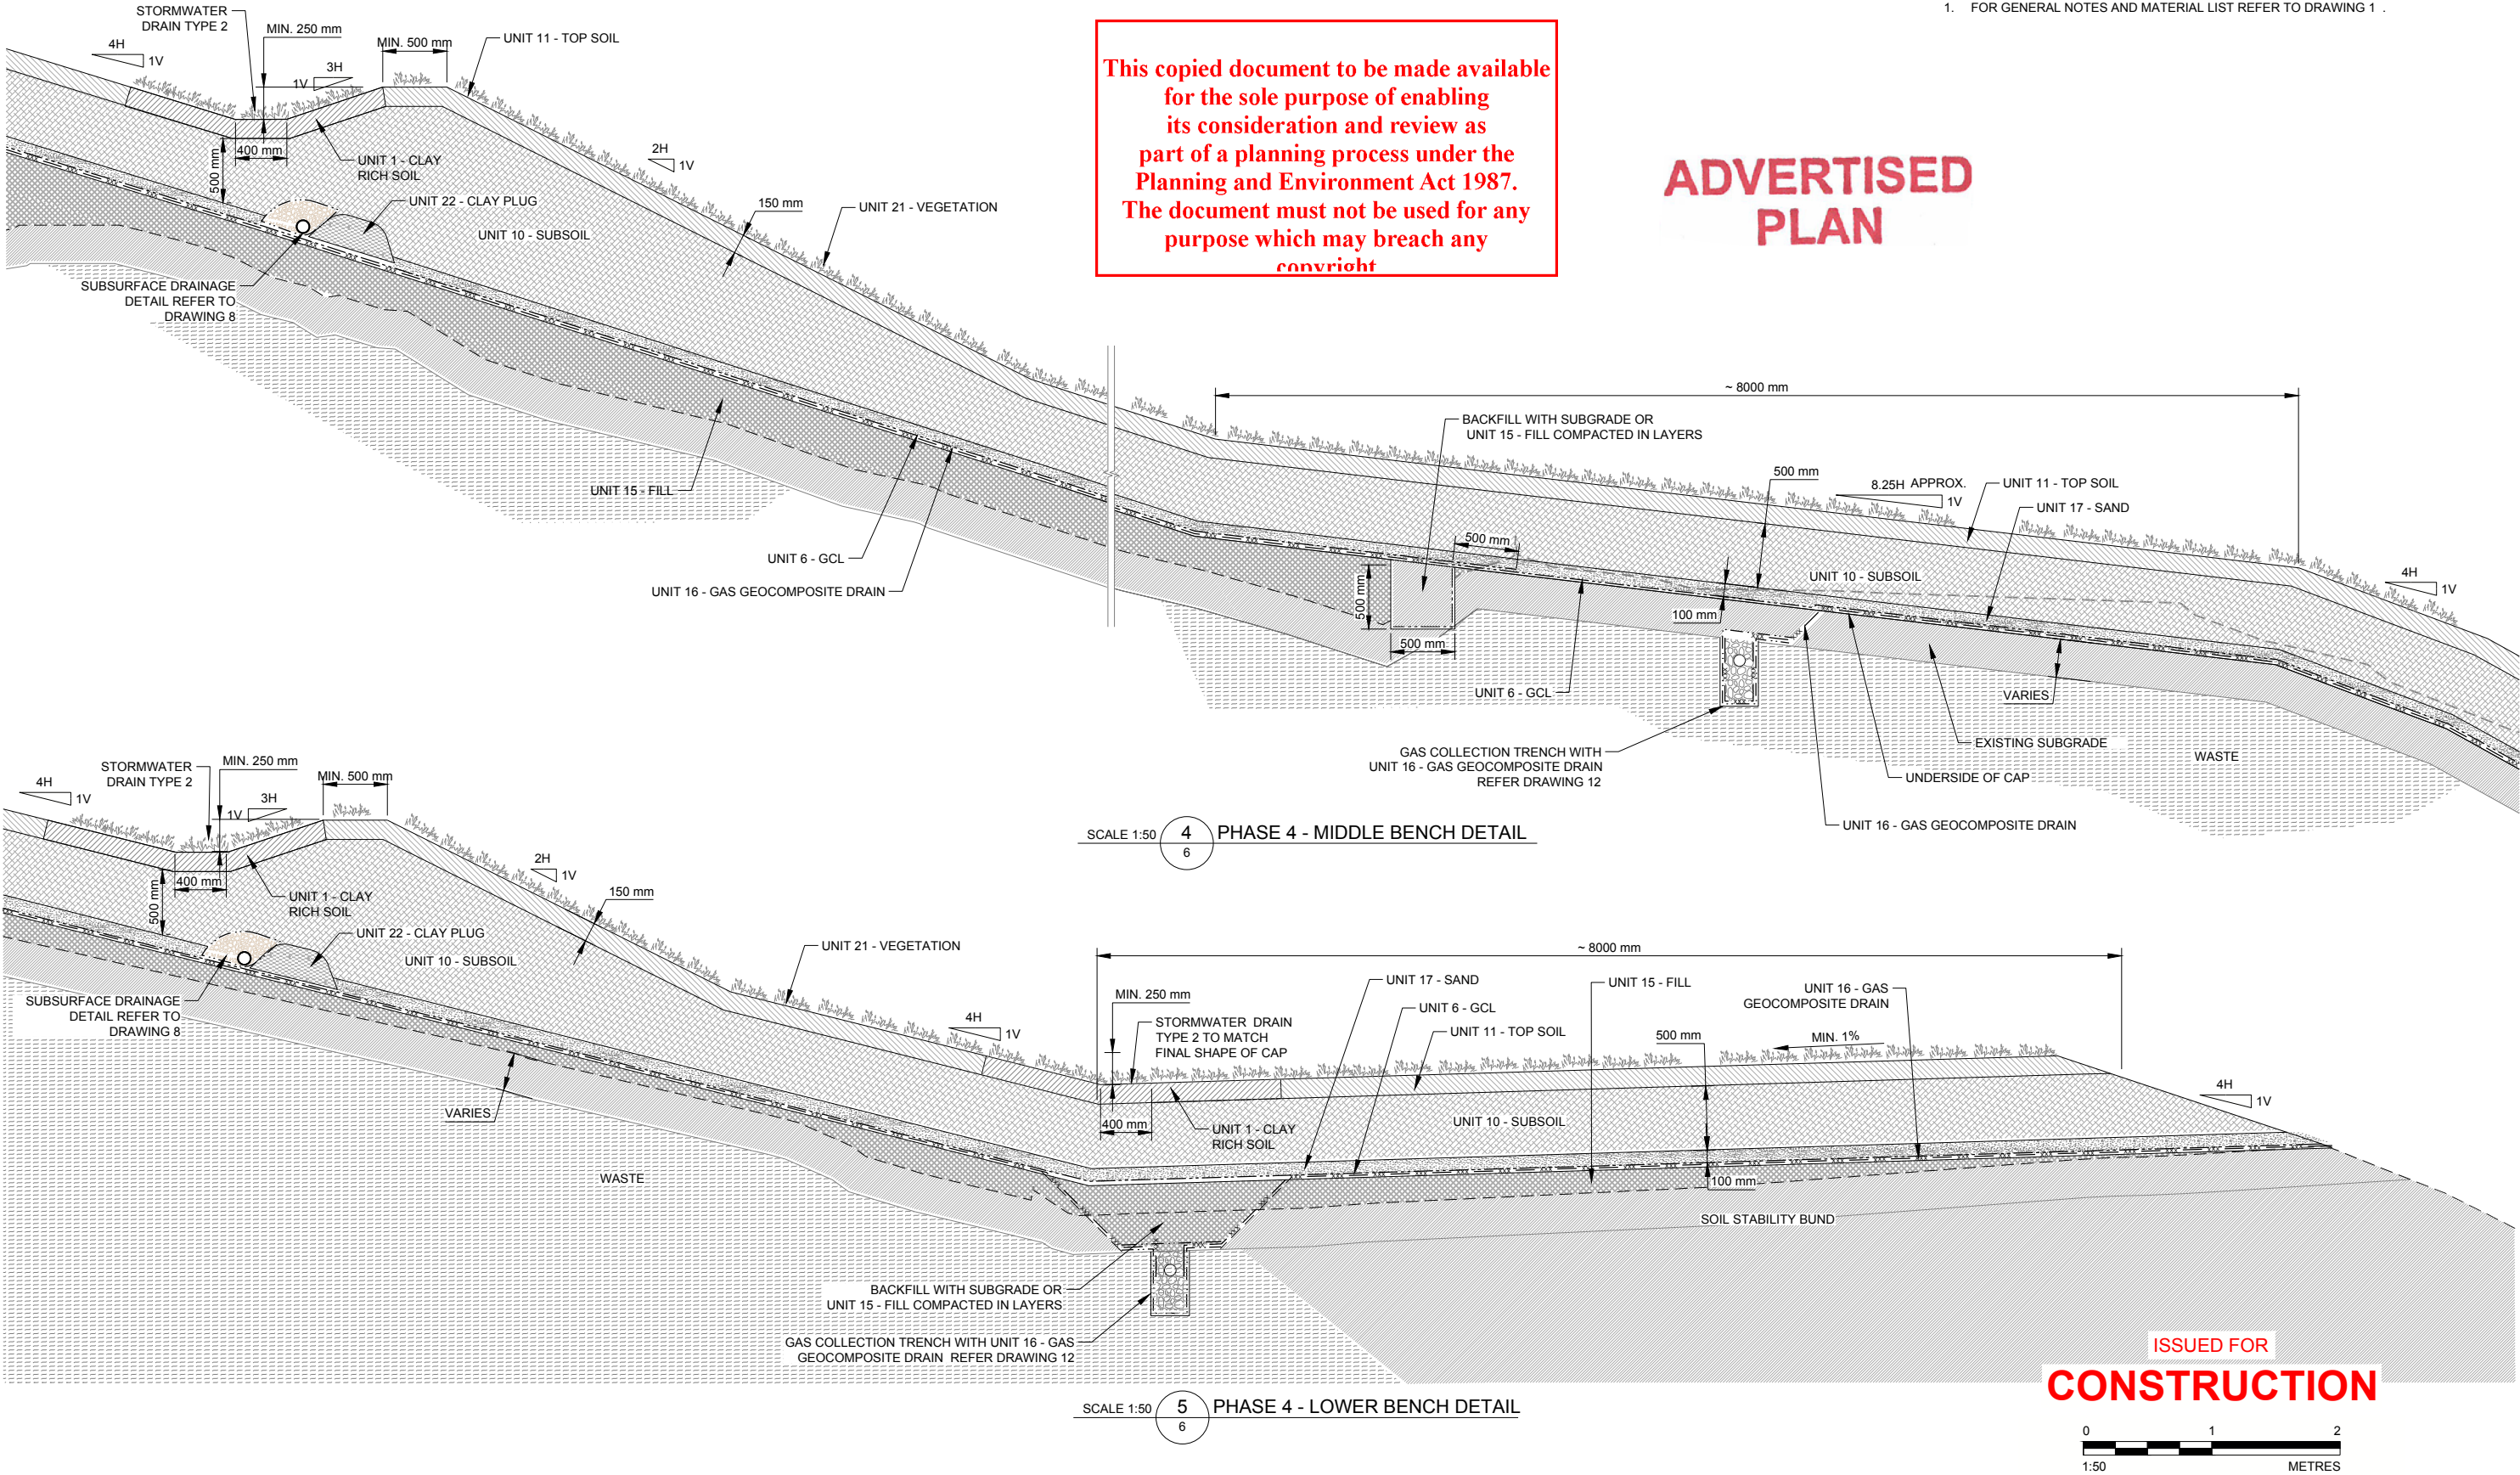 1. FOR GENERAL NOTES AND MATERIAL LIST REFER TO DRAWING 1 .
This copied document to be made available
for the sole purpose of enabling
its consideration and review as
part of a planning process under the
Planning and Environment Act 1987.
The document must not be used for any
purpose which may breach any
copyright
ADVERTISED
PLAN
STORMWATER
DRAIN TYPE 2
MIN. 250 mm
MIN. 500 mm
UNIT 11 - TOP SOIL
4H
1V
3H
1V
400 mm
500 mm
UNIT 1 - CLAY
RICH SOIL
2H
1V
UNIT 22 - CLAY PLUG
150 mm
UNIT 21 - VEGETATION
UNIT 10 - SUBSOIL
SUBSURFACE DRAINAGE
DETAIL REFER TO
DRAWING 8
UNIT 15 - FILL
UNIT 6 - GCL
UNIT 16 - GAS GEOCOMPOSITE DRAIN
~ 8000 mm
BACKFILL WITH SUBGRADE OR
UNIT 15 - FILL COMPACTED IN LAYERS
500 mm
8.25H APPROX.
1V
UNIT 11 - TOP SOIL
UNIT 17 - SAND
500 mm
500 mm
500 mm
UNIT 10 - SUBSOIL
100 mm
4H
1V
UNIT 6 - GCL
VARIES
GAS COLLECTION TRENCH WITH
UNIT 16 - GAS GEOCOMPOSITE DRAIN
REFER DRAWING 12
EXISTING SUBGRADE
WASTE
UNDERSIDE OF CAP
UNIT 16 - GAS GEOCOMPOSITE DRAIN
SCALE 1:50 4 PHASE 4 - MIDDLE BENCH DETAIL
6
STORMWATER
DRAIN TYPE 2
MIN. 250 mm
MIN. 500 mm
4H
1V
3H
1V
400 mm
500 mm
UNIT 1 - CLAY
RICH SOIL
2H
1V
150 mm
UNIT 22 - CLAY PLUG
UNIT 10 - SUBSOIL
UNIT 21 - VEGETATION
SUBSURFACE DRAINAGE
DETAIL REFER TO
DRAWING 8
VARIES
WASTE
4H
1V
~ 8000 mm
MIN. 250 mm
STORMWATER DRAIN
TYPE 2 TO MATCH
FINAL SHAPE OF CAP
UNIT 17 - SAND
UNIT 6 - GCL
UNIT 11 - TOP SOIL
UNIT 15 - FILL
UNIT 16 - GAS
GEOCOMPOSITE DRAIN
500 mm
MIN. 1%
4H
1V
400 mm
UNIT 1 - CLAY
RICH SOIL
UNIT 10 - SUBSOIL
100 mm
SOIL STABILITY BUND
BACKFILL WITH SUBGRADE OR
UNIT 15 - FILL COMPACTED IN LAYERS
GAS COLLECTION TRENCH WITH UNIT 16 - GAS
GEOCOMPOSITE DRAIN REFER DRAWING 12
SCALE 1:50 5 PHASE 4 - LOWER BENCH DETAIL
6
ISSUED FOR
CONSTRUCTION
0 1 2
1:50 METRES